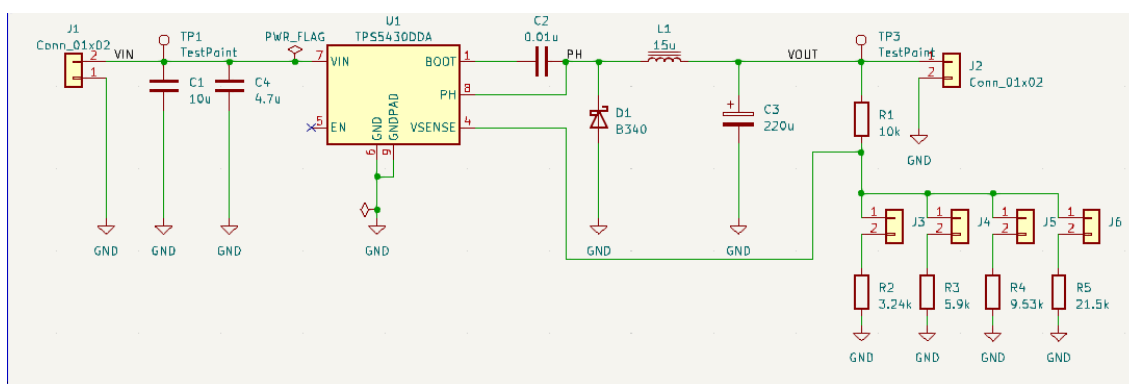 J1
Conn_01x02
2
1
VIN
TP1
TestPoint
PWR_FLAG
C1
10u
C4
4.7u
GND
GND
GND
U1
TPS5430DDA
7
VIN
5
EN
BOOT
1
PH
8
VSENSE
4
GND
GNDPAD
6
9
GND
C2
0.01u
PH
L1
15u
D1
B340
GND
VOUT
C3
220u
GND
TP3
TestPoint
1
2
J2
Conn_01x02
GND
R1
10k
1
2
J3
1
2
J4
1
2
J5
1
2
J6
R2
3.24k
R3
5.9k
R4
9.53k
R5
21.5k
GND
GND
GND
GND